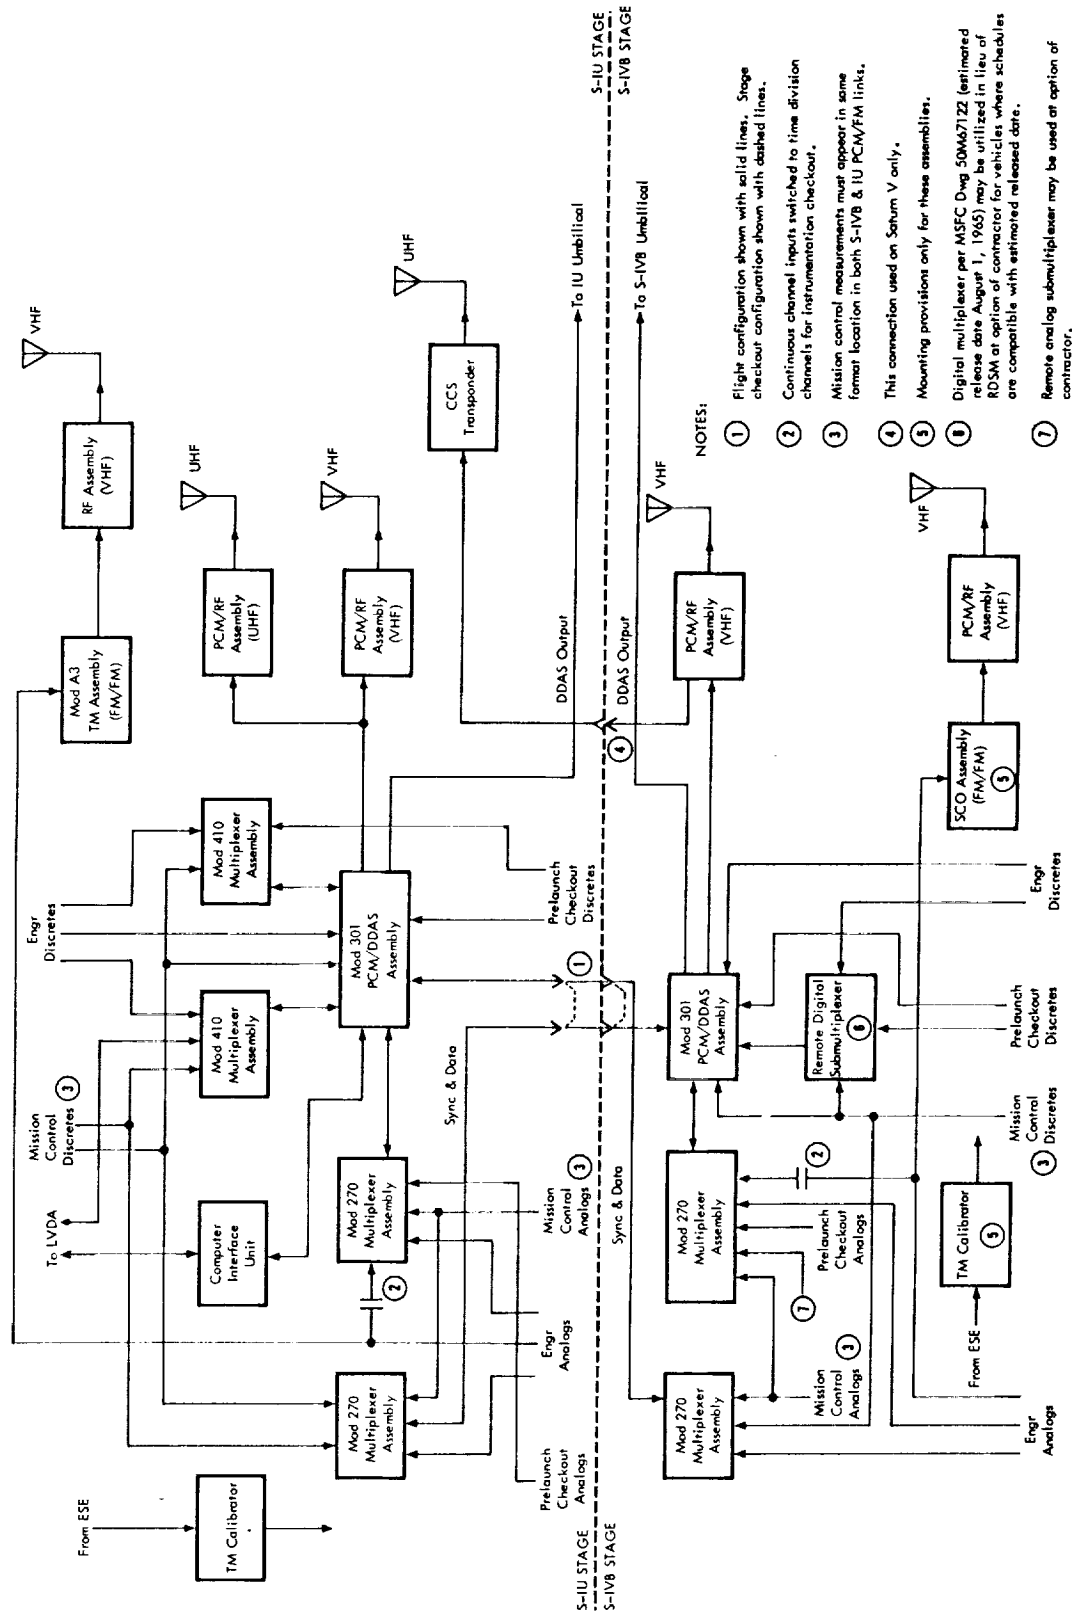 From ESE
TM Calibrator
To LVDA
Mission
Control
Discretes
3
Engr
Discretes
Computer
Interface
Unit
Mod 410
Multiplexer
Assembly
Mod 410
Multiplexer
Assembly
Mod A3
TM Assembly
(FM/FM)
RF Assembly
(VHF)
VHF
PCM/RF
Assembly
(UHF)
UHF
Mod 270
Multiplexer
Assembly
Mod 270
Multiplexer
Assembly
2
Mod 301
PCM/DDAS
Assembly
PCM/RF
Assembly
(VHF)
VHF
CCS
Transponder
UHF
Sync & Data
Prelaunch
Checkout
Analogs
Engr
Analogs
Mission
Control
Analogs
3
Prelaunch
Checkout
Discretes
1
DDAS Output
To IU Umbilical
S-IU STAGE
S-IVB STAGE
S-IU STAGE
S-IVB STAGE
4
Sync & Data
DDAS Output
To S-IVB Umbilical
Mod 270
Multiplexer
Assembly
Mod 270
Multiplexer
Assembly
Mod 301
PCM/DDAS
Assembly
PCM/RF
Assembly
(VHF)
VHF
Mission
Control
Analogs
3
7
Prelaunch
Checkout
Analogs
2
Remote Digital
Submultiplexer
6
From ESE
TM Calibrator
5
SCO Assembly
(FM/FM)
5
PCM/RF
Assembly
(VHF)
VHF
Engr
Analogs
Mission
Control
3 Discretes
Prelaunch
Checkout
Discretes
Engr
Discretes
NOTES:
1 Flight configuration shown with solid lines. Stage
checkout configuration shown with dashed lines.
2 Continuous channel inputs switched to time division
channels for instrumentation checkout.
3 Mission control measurements must appear in same
format location in both S-IVB & IU PCM/FM links.
4 This connection used on Saturn V only.
5 Mounting provisions only for these assemblies.
6 Digital multiplexer per MSFC Dwg 50M67122 (estimated
release date August 1, 1965) may be utilized in lieu of
RDSM at option of contractor for vehicles where schedules
are compatible with estimated released date.
7 Remote analog submultiplexer may be used at option of
contractor.